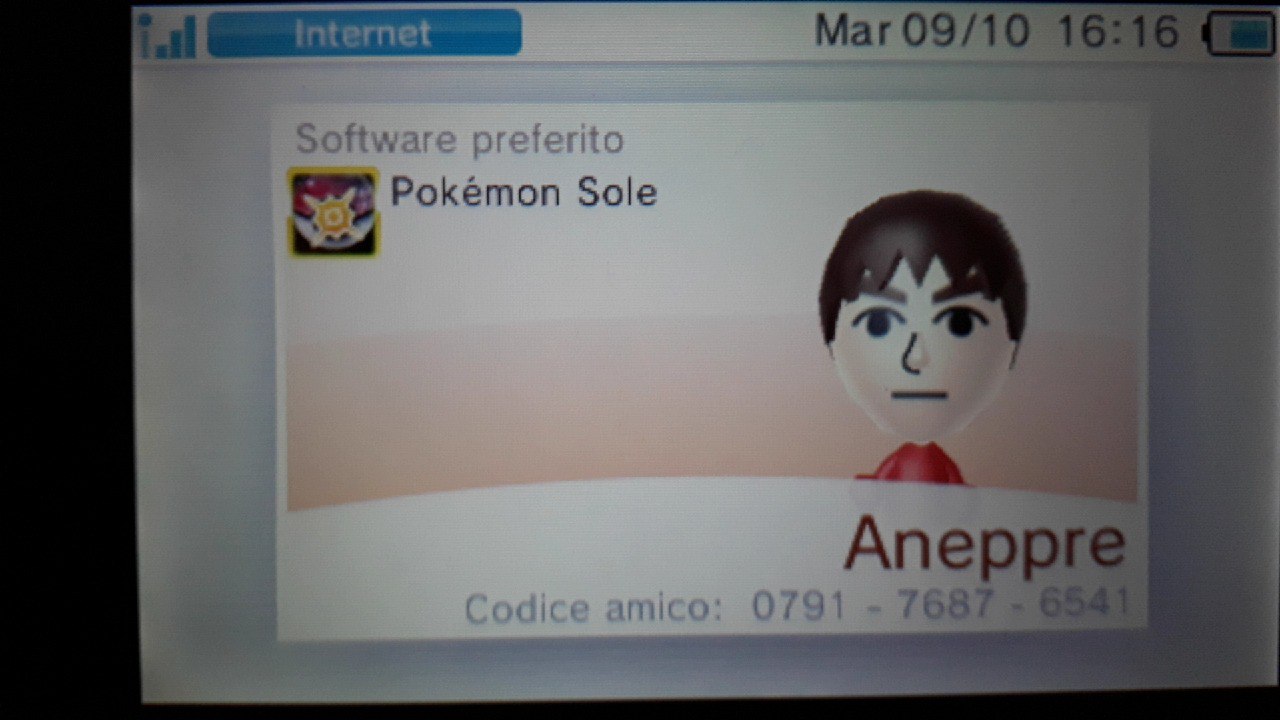 Internet
Mar 09/10 16:16
Software preferito
Pokémon Sole
Aneppre
Codice amico: 0791 - 7687 - 6541